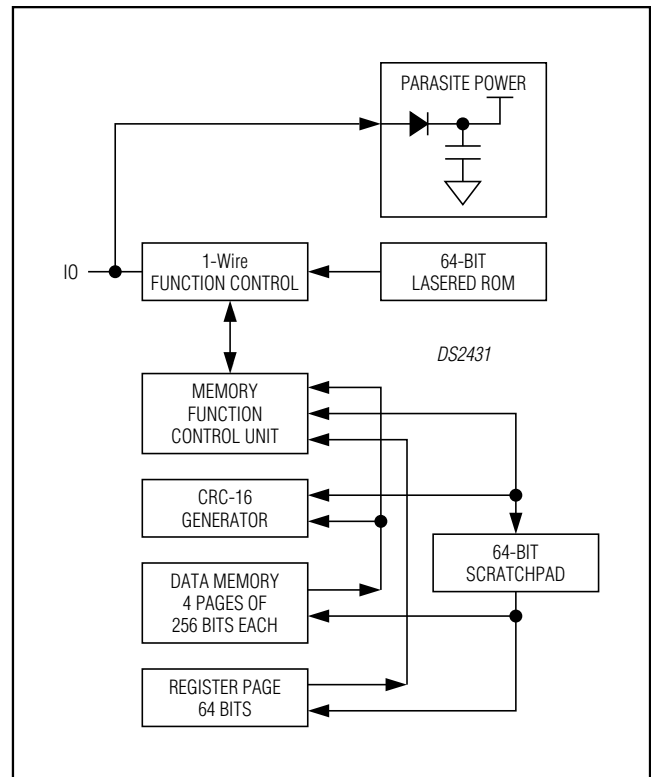 PARASITE POWER
IO
1-Wire
FUNCTION CONTROL
64-BIT
LASERED ROM
DS2431
MEMORY
FUNCTION
CONTROL UNIT
CRC-16
GENERATOR
64-BIT
SCRATCHPAD
DATA MEMORY
4 PAGES OF
256 BITS EACH
REGISTER PAGE
64 BITS